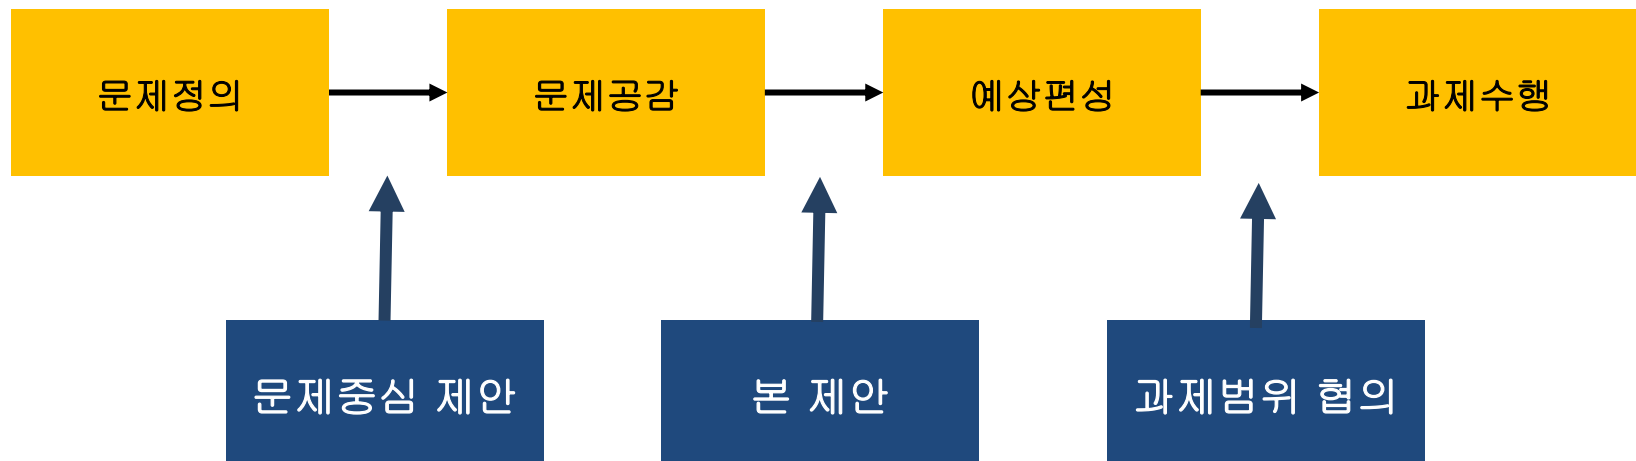 문제정의
문제공감
예상편성
과제수행
문제중심 제안
본 제안
과제범위 협의